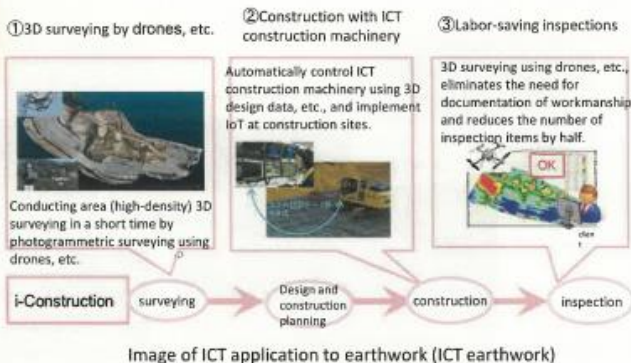 ①3D surveying by drones, etc.
②Construction with ICT
construction machinery
③Labor-saving inspections
Conducting area (high-density) 3D
surveying in a short time by
photogrammetric surveying using
drones, etc.
Automatically control ICT
construction machinery using 3D
design data, etc., and implement
IoT at construction sites.
3D surveying using drones, etc.,
eliminates the need for
documentation of workmanship
and reduces the number of
inspection items by half.
OK
i-Construction
surveying
Design and
construction
planning
construction
inspection
Image of ICT application to earthwork (ICT earthwork)